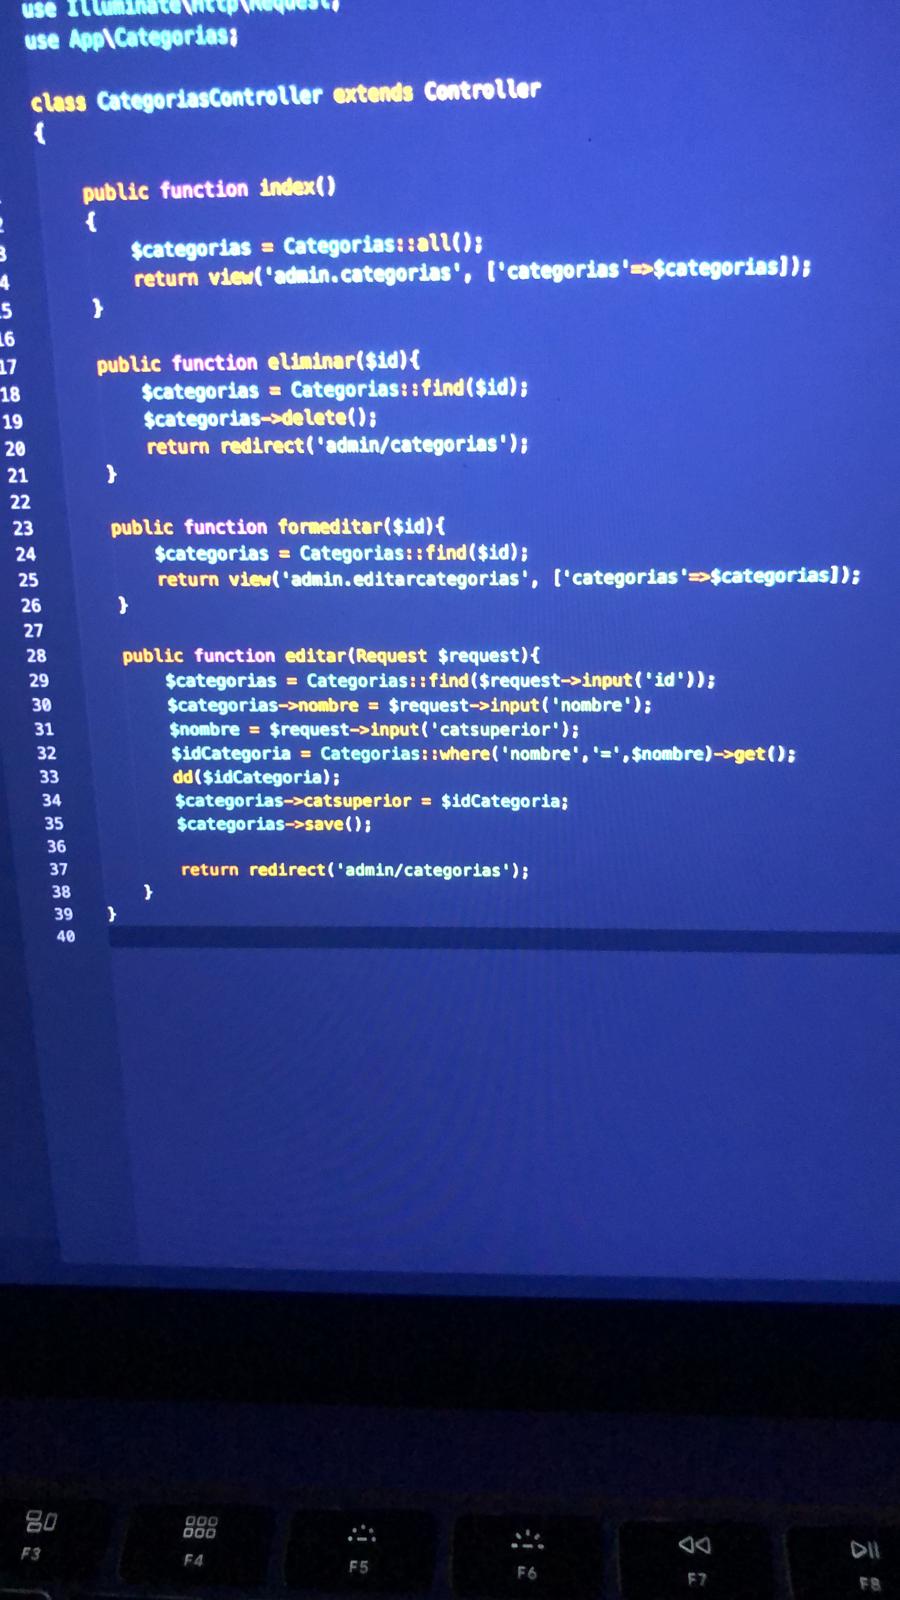 use Illuminate\Http\Request;
use App\Categorias;
class CategoriasController extends Controller
{
public function index()
2 {
3 $categorias = Categorias::all();
4 return view('admin.categorias', ['categorias'=>$categorias]);
15 }
16
17 public function eliminar($id){
18 $categorias = Categorias::find($id);
19 $categorias->delete();
20 return redirect('admin/categorias');
21 }
22
23 public function formeditar($id){
24 $categorias = Categorias::find($id);
25 return view('admin.editarcategorias', ['categorias'=>$categorias]);
26 }
27
28 public function editar(Request $request){
29 $categorias = Categorias::find($request->input('id'));
30 $categorias->nombre = $request->input('nombre');
31 $nombre = $request->input('catsuperior');
32 $idCategoria = Categorias::where('nombre','=',$nombre)->get();
33 dd($idCategoria);
34 $categorias->catsuperior = $idCategoria;
35 $categorias->save();
36
37 return redirect('admin/categorias');
38 }
39 }
40
F3 F4 F5 F6 F7 F8